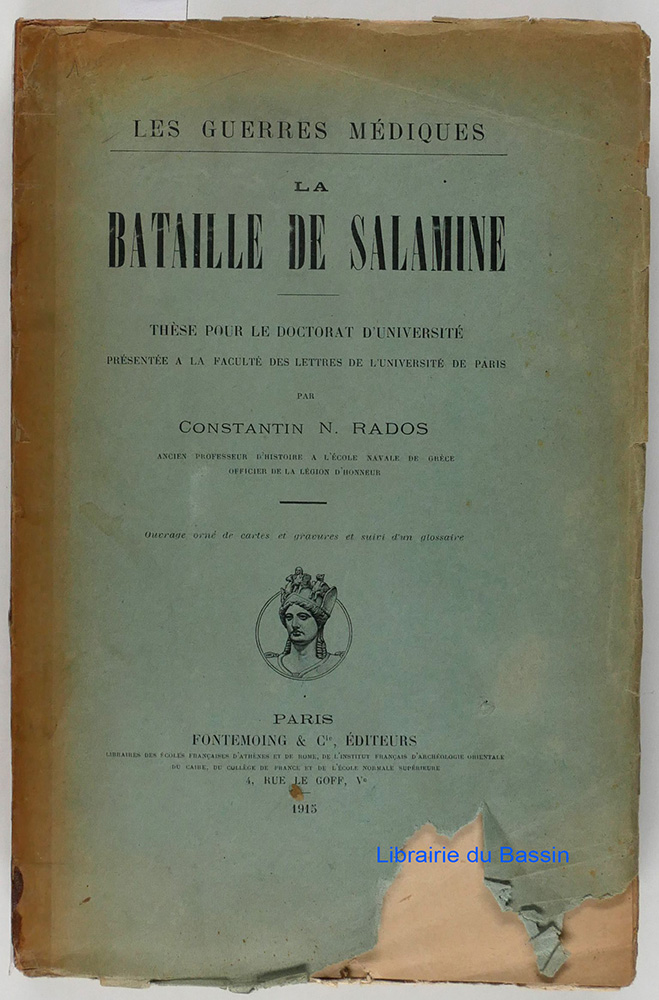 LES GUERRES MÉDIQUES
LA
BATAILLE DE SALAMINE
THÈSE POUR LE DOCTORAT D'UNIVERSITÉ
PRÉSENTÉE A LA FACULTÉ DES LETTRES DE L'UNIVERSITÉ DE PARIS
PAR
CONSTANTIN N. RADOS
ANCIEN PROFESSEUR D'HISTOIRE A L'ÉCOLE NAVALE DE GRÈCE
OFFICIER DE LA LÉGION D'HONNEUR
Ouvrage orné de cartes et gravures et suivi d'un glossaire
PARIS
FONTEMOING & Cie, ÉDITEURS
LIBRAIRES DES ÉCOLES FRANÇAISES D'ATHÈNES ET DE ROME, DE L'INSTITUT FRANÇAIS D'ARCHÉOLOGIE ORIENTALE
DU CAIRE, DU COLLÈGE DE FRANCE ET DE L'ÉCOLE NORMALE SUPÉRIEURE
4, RUE LE GOFF, Ve
1915
Librairie du Bassin